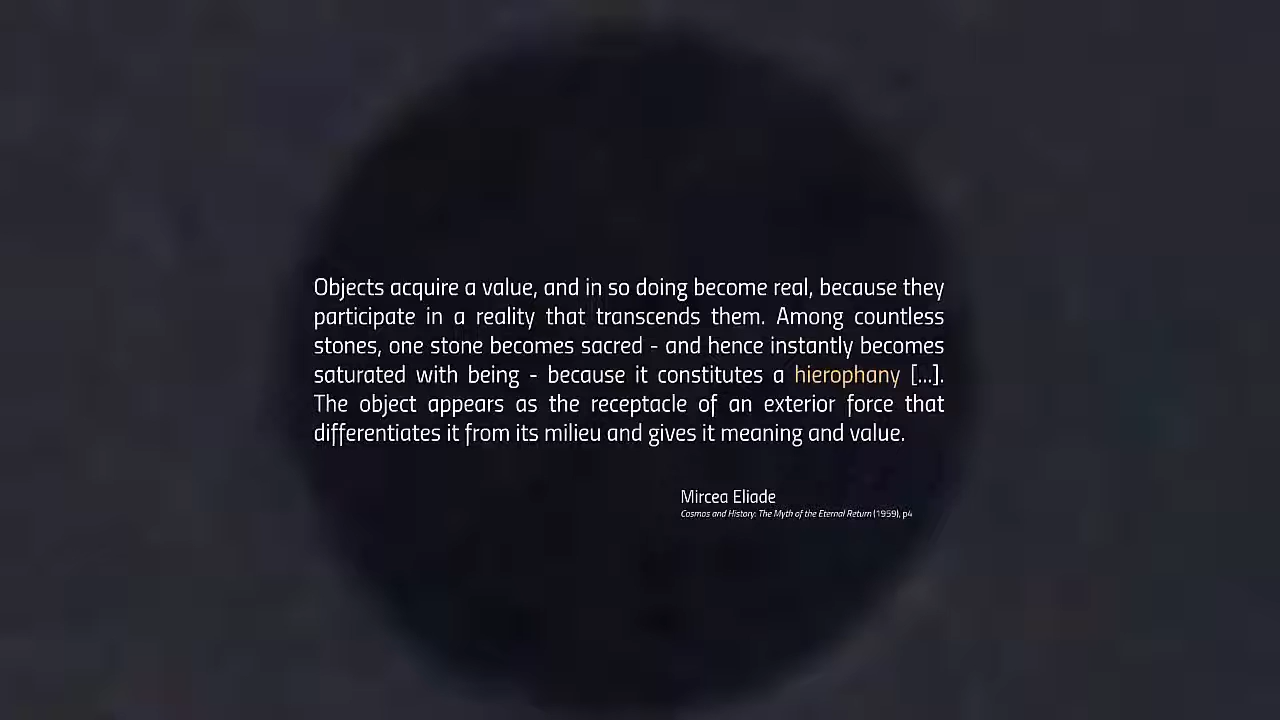 Objects acquire a value, and in so doing become real, because they
participate in a reality that transcends them. Among countless
stones, one stone becomes sacred - and hence instantly becomes
saturated with being - because it constitutes a hierophany [...].
The object appears as the receptacle of an exterior force that
differentiates it from its milieu and gives it meaning and value.
Mircea Eliade
Cosmos and History: The Myth of the Eternal Return (1959), p4